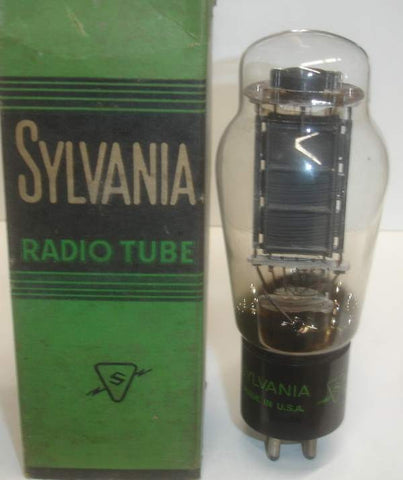 SYLVANIA
RADIO TUBE
S
SYLVANIA
MADE IN U.S.A.
S